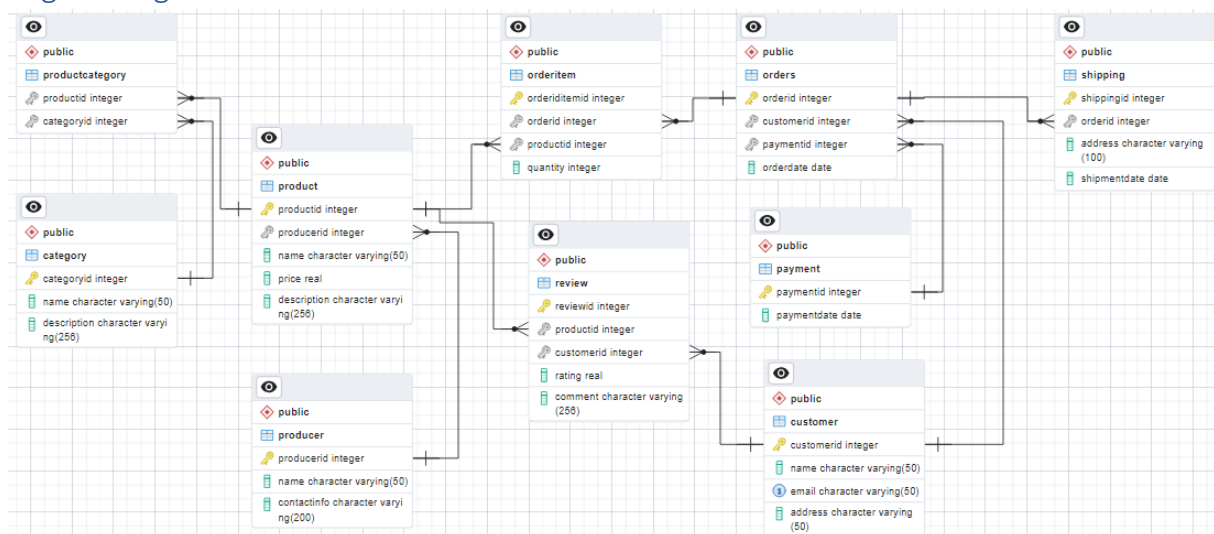 public
productcategory
productid integer
categoryid integer
public
category
categoryid integer
name character varying(50)
description character varyi
ng(256)
public
product
productid integer
producerid integer
name character varying(50)
price real
description character varyi
ng(256)
public
producer
producerid integer
name character varying(50)
contactinfo character varyi
ng(200)
public
orderitem
orderiditemid integer
orderid integer
productid integer
quantity integer
public
review
reviewid integer
productid integer
customerid integer
rating real
comment character varying
(256)
public
orders
orderid integer
customerid integer
paymentid integer
orderdate date
public
payment
paymentid integer
paymentdate date
public
customer
customerid integer
name character varying(50)
1 email character varying(50)
address character varying
(50)
public
shipping
shippingid integer
orderid integer
address character varying
(100)
shipmentdate date